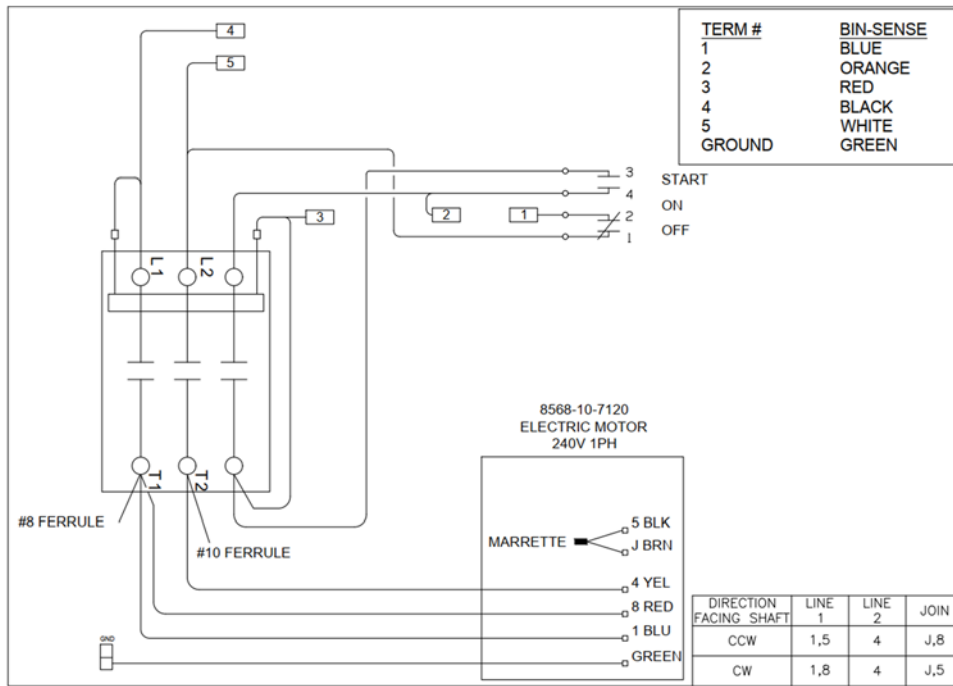 4
5
TERM # BIN-SENSE
1 BLUE
2 ORANGE
3 RED
4 BLACK
5 WHITE
GROUND GREEN
3 START
4
ON
3
2
1
2
OFF
1
L1 L2
8568-10-7120
ELECTRIC MOTOR
240V 1PH
T1 T2
#8 FERRULE
#10 FERRULE
5 BLK
MARRETTE
J BRN
4 YEL
8 RED
1 BLU
GREEN
GND
DIRECTION FACING SHAFT LINE 1 LINE 2 JOIN
CCW 1,5 4 J,8
CW 1,8 4 J,5